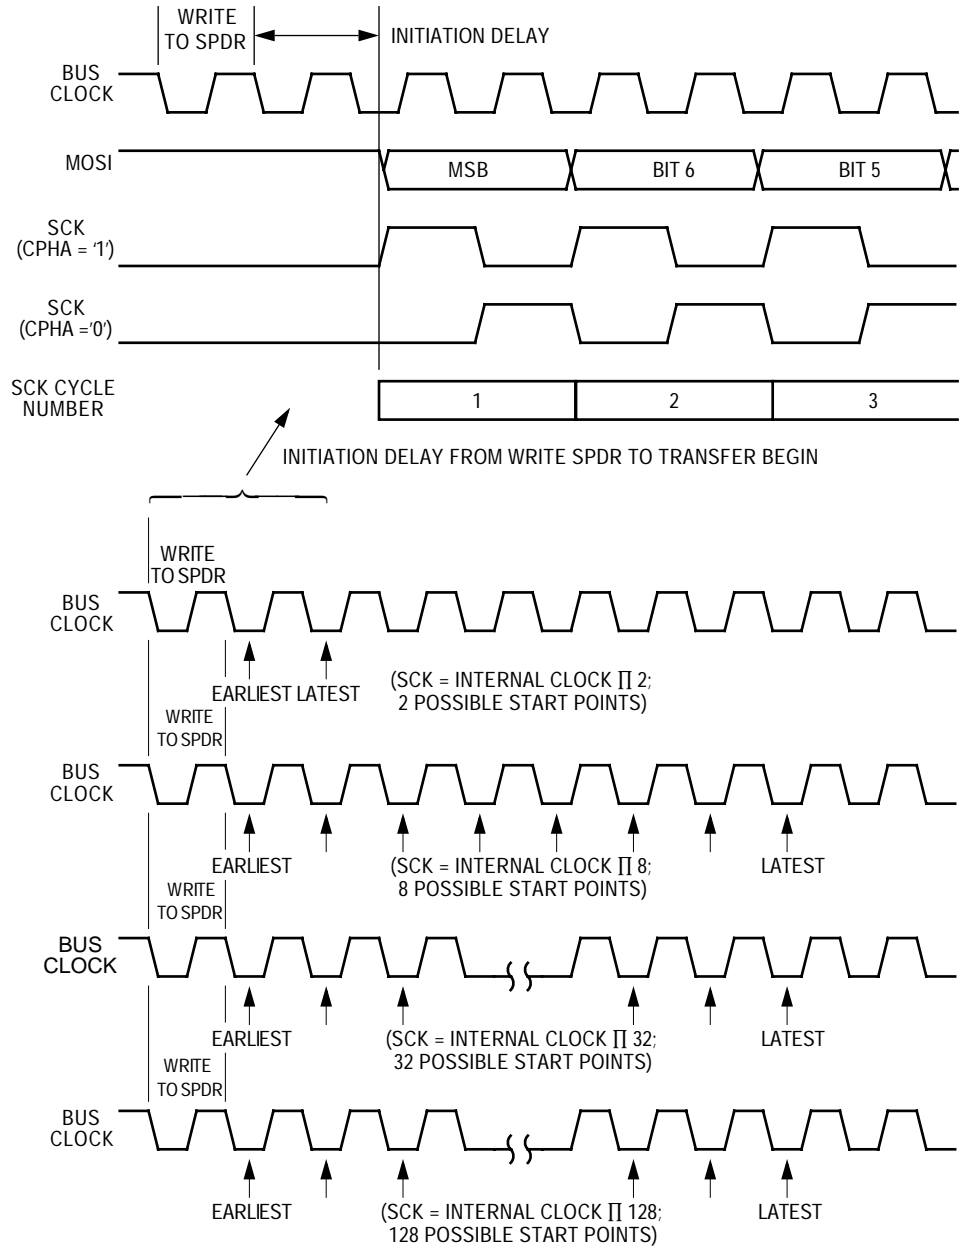 WRITE
TO SPDR
INITIATION DELAY
BUS
CLOCK
MOSI
MSB
BIT 6
BIT 5
SCK
(CPHA = '1')
SCK
(CPHA ='0')
SCK CYCLE
NUMBER
1
2
3
INITIATION DELAY FROM WRITE SPDR TO TRANSFER BEGIN
WRITE
TO SPDR
BUS
CLOCK
EARLIEST
LATEST
(SCK = INTERNAL CLOCK ∏ 2;
2 POSSIBLE START POINTS)
WRITE
TO SPDR
BUS
CLOCK
EARLIEST
(SCK = INTERNAL CLOCK ∏ 8;
8 POSSIBLE START POINTS)
LATEST
WRITE
TO SPDR
BUS
CLOCK
EARLIEST
(SCK = INTERNAL CLOCK ∏ 32;
32 POSSIBLE START POINTS)
LATEST
WRITE
TO SPDR
BUS
CLOCK
EARLIEST
(SCK = INTERNAL CLOCK ∏ 128;
128 POSSIBLE START POINTS)
LATEST